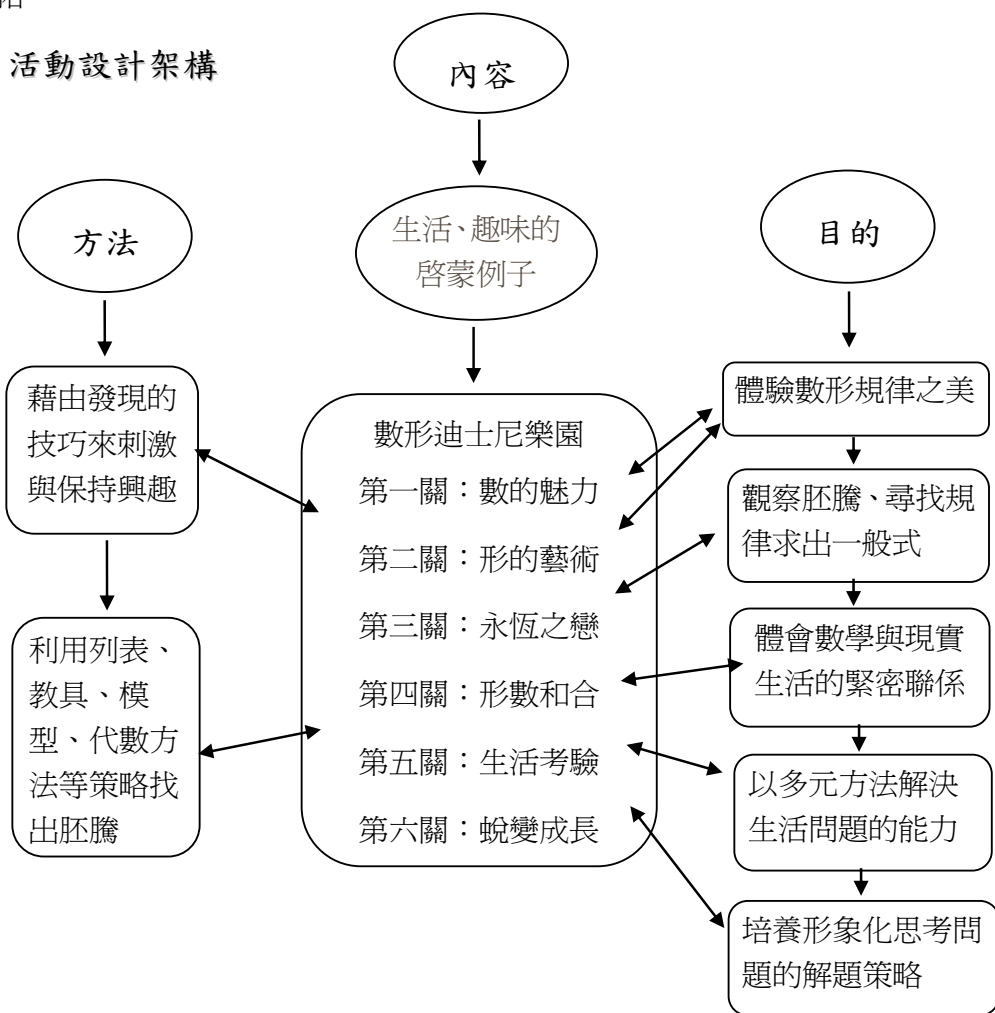 活動設計架構
內容
方法
生活、趣味的
啓蒙例子
目的
藉由發現的
技巧來刺激
與保持興趣
利用列表、
教具、模
型、代數方
法等策略找
出胚騰
數形迪士尼樂園
第一關：數的魅力
第二關：形的藝術
第三關：永恆之戀
第四關：形數和合
第五關：生活考驗
第六關：蛻變成長
體驗數形規律之美
觀察胚騰、尋找規
律求出一般式
體會數學與現實
生活的緊密聯係
以多元方法解決
生活問題的能力
培養形象化思考問
題的解題策略